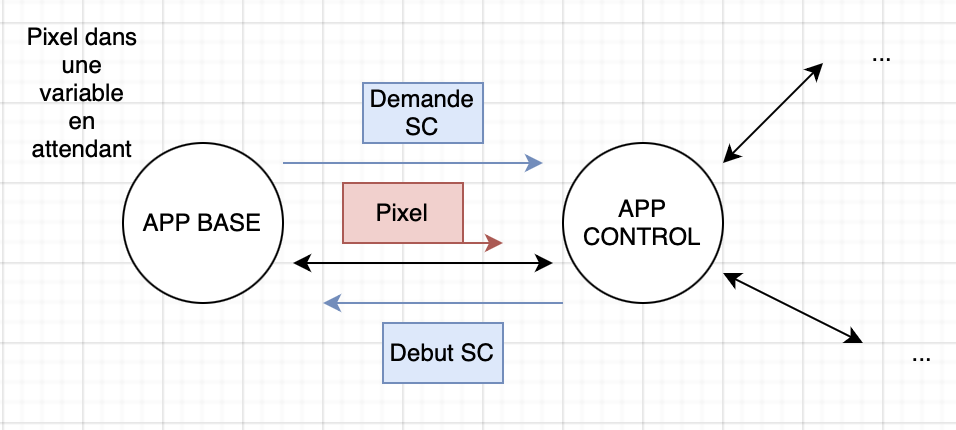 Pixel dans
une
variable
en
attendant
Demande
SC
...
APP BASE
Pixel
APP
CONTROL
Debut SC
...